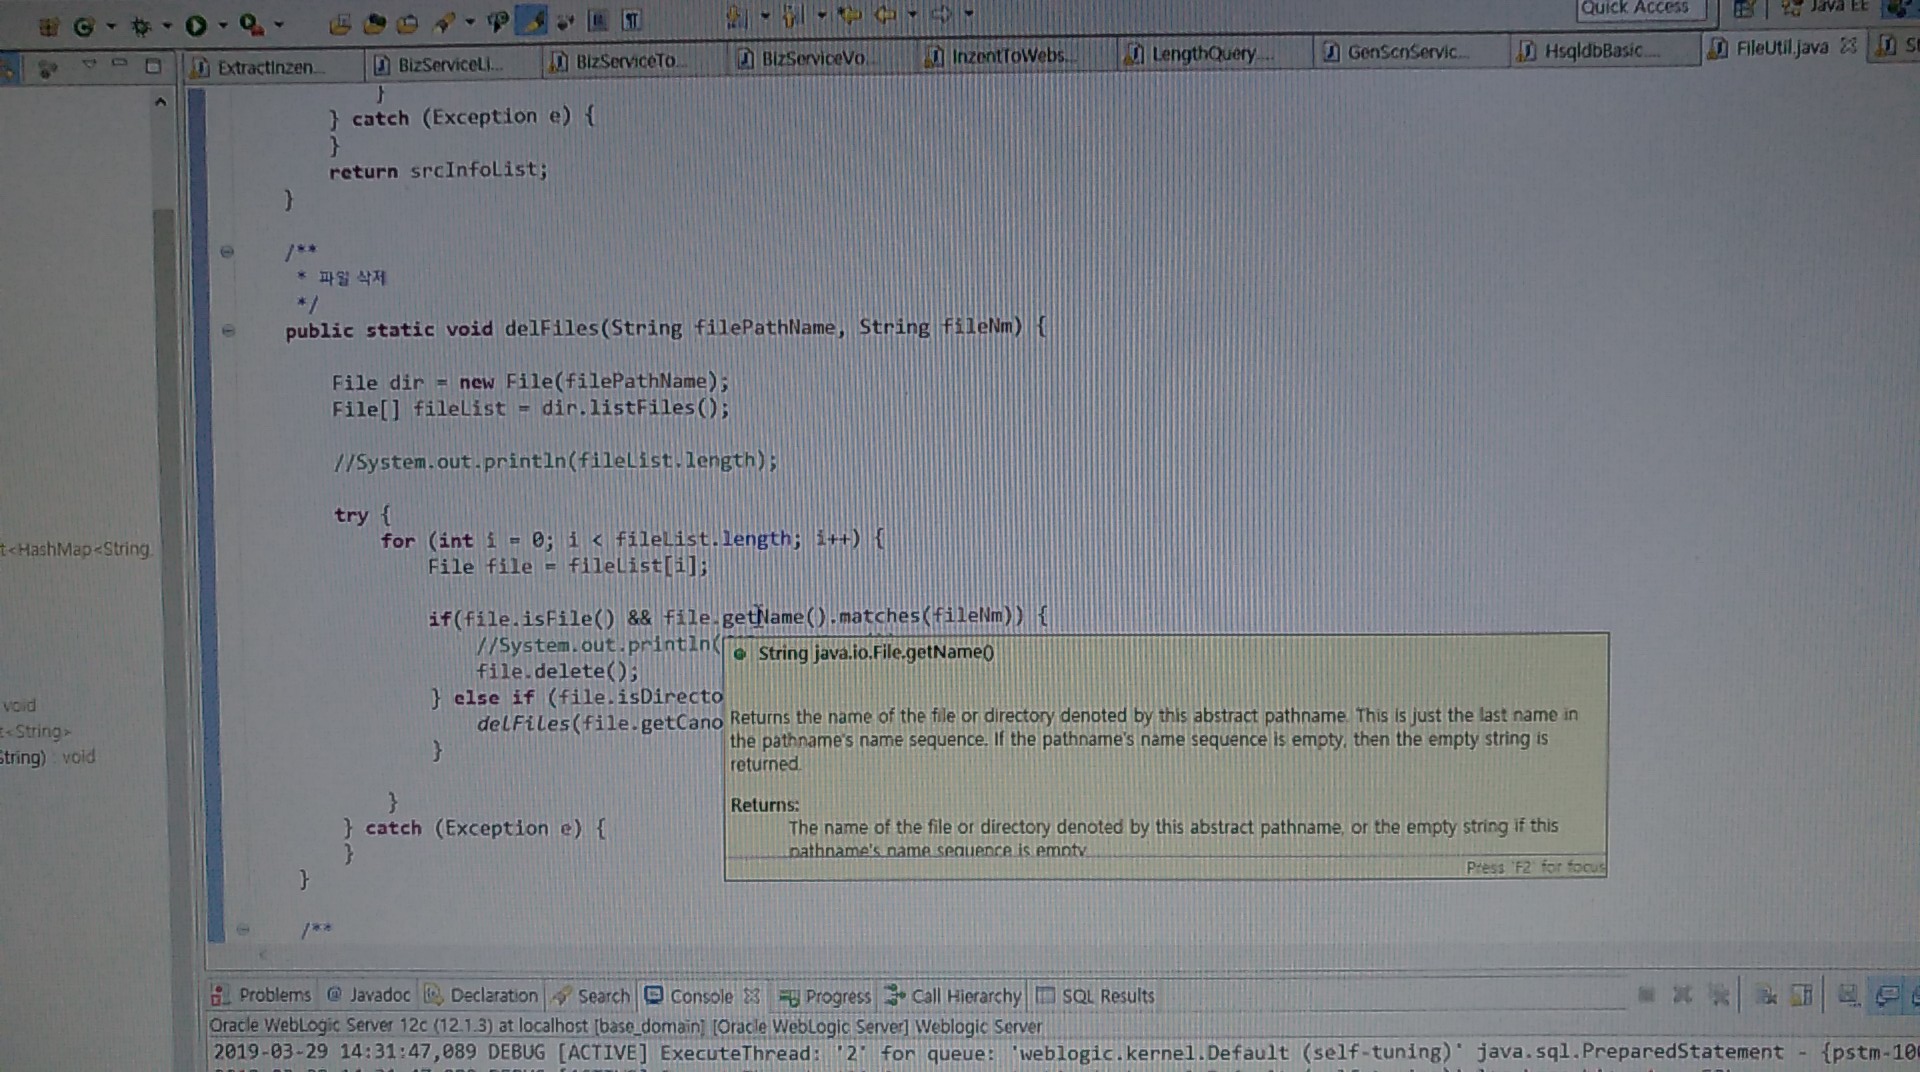 Quick Access
Java EE
ExtractInzen...
BizServiceLi...
BizServiceTo...
BizServiceVo...
InzentToWebs...
LengthQuery....
GenScnServic...
HsqldbBasic....
FileUtil.java
}
} catch (Exception e) {
}
return srcInfoList;
}
/**
* 파일 삭제
*/
public static void delFiles(String filePathName, String fileNm) {
File dir = new File(filePathName);
File[] fileList = dir.listFiles();
//System.out.println(fileList.length);
try {
for (int i = 0; i < fileList.length; i++) {
File file = fileList[i];
if(file.isFile() && file.getName().matches(fileNm)) {
//System.out.println(
file.delete();
} else if (file.isDirecto
delFiles(file.getCano
}
}
} catch (Exception e) {
}
}
/**
t<HashMap<String,
void
t<String>
String) : void
String java.io.File.getName()
Returns the name of the file or directory denoted by this abstract pathname. This is just the last name in
the pathname's name sequence. If the pathname's name sequence is empty, then the empty string is
returned.
Returns:
The name of the file or directory denoted by this abstract pathname, or the empty string if this
pathname's name sequence is empty
Press 'F2' for focus
Problems
@ Javadoc
Declaration
Search
Console
Progress
Call Hierarchy
SQL Results
Oracle WebLogic Server 12c (12.1.3) at localhost [base_domain] [Oracle WebLogic Server] Weblogic Server
2019-03-29 14:31:47,089 DEBUG [ACTIVE] ExecuteThread: '2' for queue: 'weblogic.kernel.Default (self-tuning)' java.sql.PreparedStatement - {pstm-100